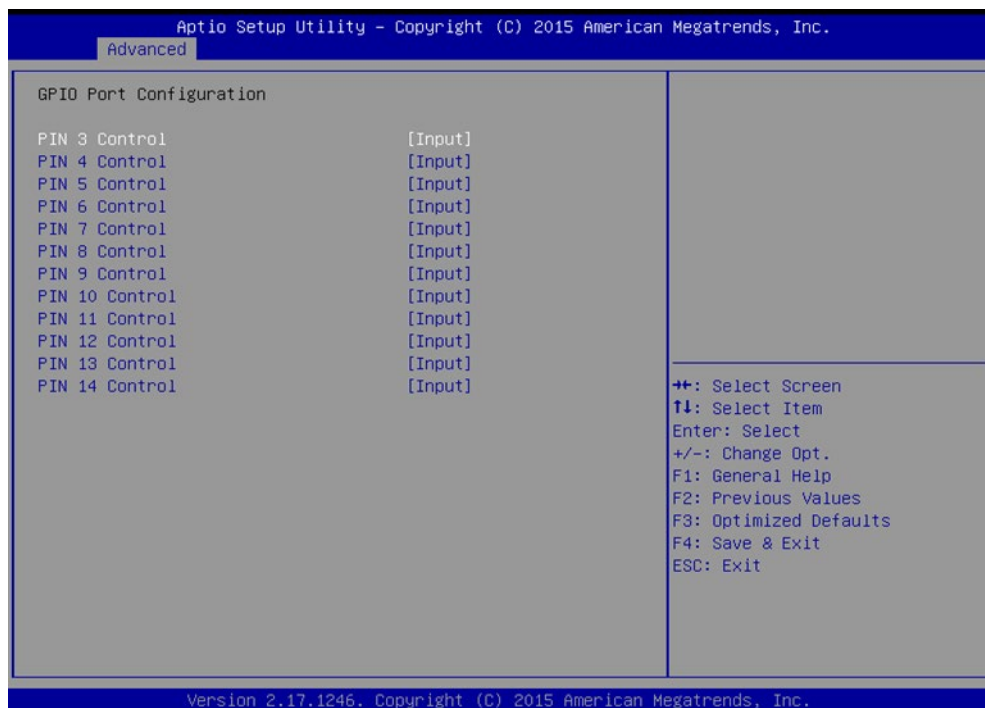 Aptio Setup Utility – Copyright (C) 2015 American Megatrends, Inc.
Advanced
GPIO Port Configuration
PIN 3 Control [Input]
PIN 4 Control [Input]
PIN 5 Control [Input]
PIN 6 Control [Input]
PIN 7 Control [Input]
PIN 8 Control [Input]
PIN 9 Control [Input]
PIN 10 Control [Input]
PIN 11 Control [Input]
PIN 12 Control [Input]
PIN 13 Control [Input]
PIN 14 Control [Input]
→←: Select Screen
↑↓: Select Item
Enter: Select
+/-: Change Opt.
F1: General Help
F2: Previous Values
F3: Optimized Defaults
F4: Save & Exit
ESC: Exit
Version 2.17.1246. Copyright (C) 2015 American Megatrends, Inc.